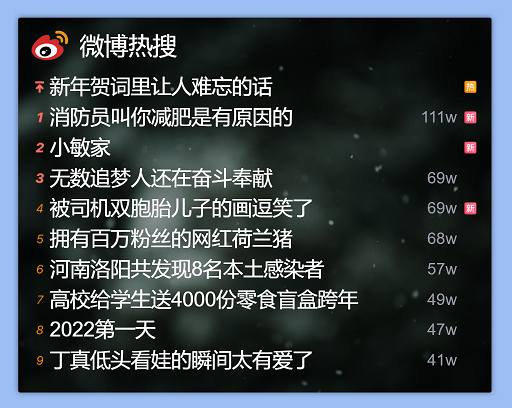 微博热搜
新年贺词里让人难忘的话 热
1 消防员叫你减肥是有原因的 111w 新
2 小敏家 新
3 无数追梦人还在奋斗奉献 69w
4 被司机双胞胎儿子的画逗笑了 69w 新
5 拥有百万粉丝的网红荷兰猪 68w
6 河南洛阳共发现8名本土感染者 57w
7 高校给学生送4000份零食盲盒跨年 49w
8 2022第一天 47w
9 丁真低头看娃的瞬间太有爱了 41w